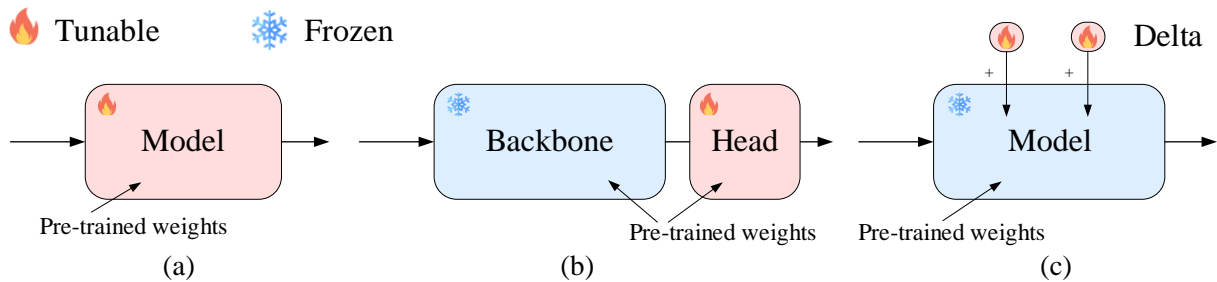 Tunable
Frozen
Delta
+
+
Model
Backbone
Head
Model
Pre-trained weights
Pre-trained weights
Pre-trained weights
(a)
(b)
(c)